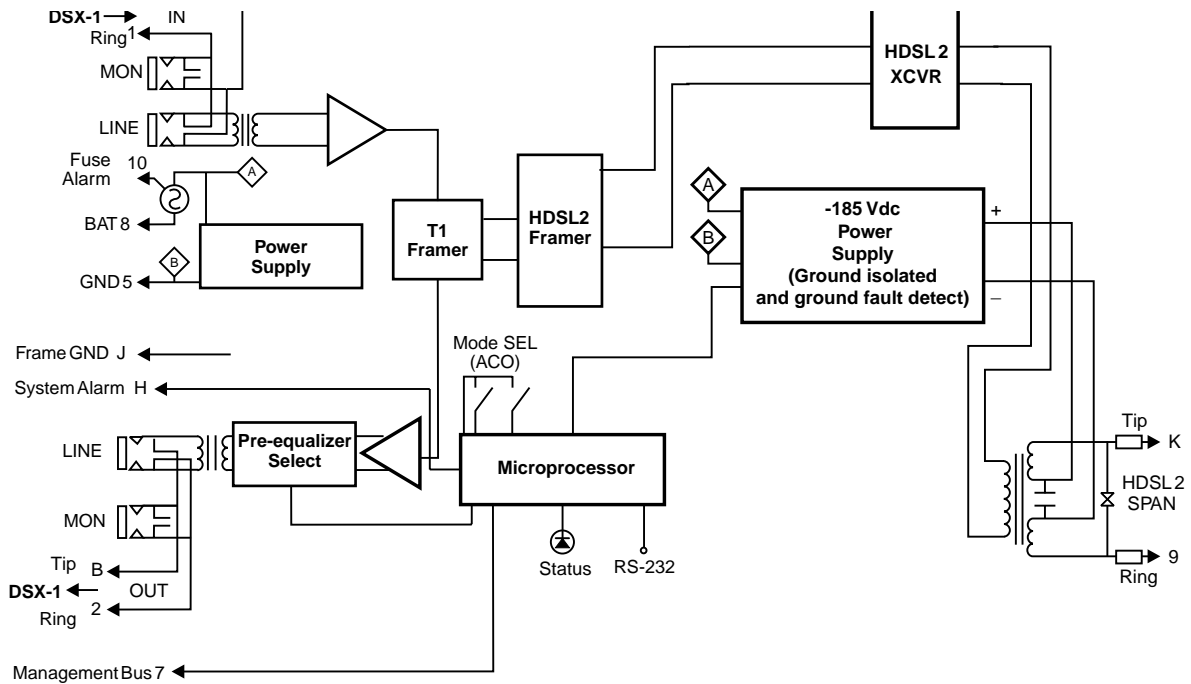 DSX-1 IN
Ring 1
MON
LINE
Fuse
Alarm
10
A
BAT 8
B
GND 5
Power
Supply
T1
Framer
HDSL2
Framer
HDSL 2
XCVR
A
B
-185 Vdc
Power
Supply
(Ground isolated
and ground fault detect)
+
–
Frame GND J
System Alarm H
Mode SEL
(ACO)
LINE
Pre-equalizer
Select
Microprocessor
MON
Tip B
DSX-1 OUT
Ring 2
Status
RS-232
Tip
K
HDSL 2
SPAN
9
Ring
Management Bus 7